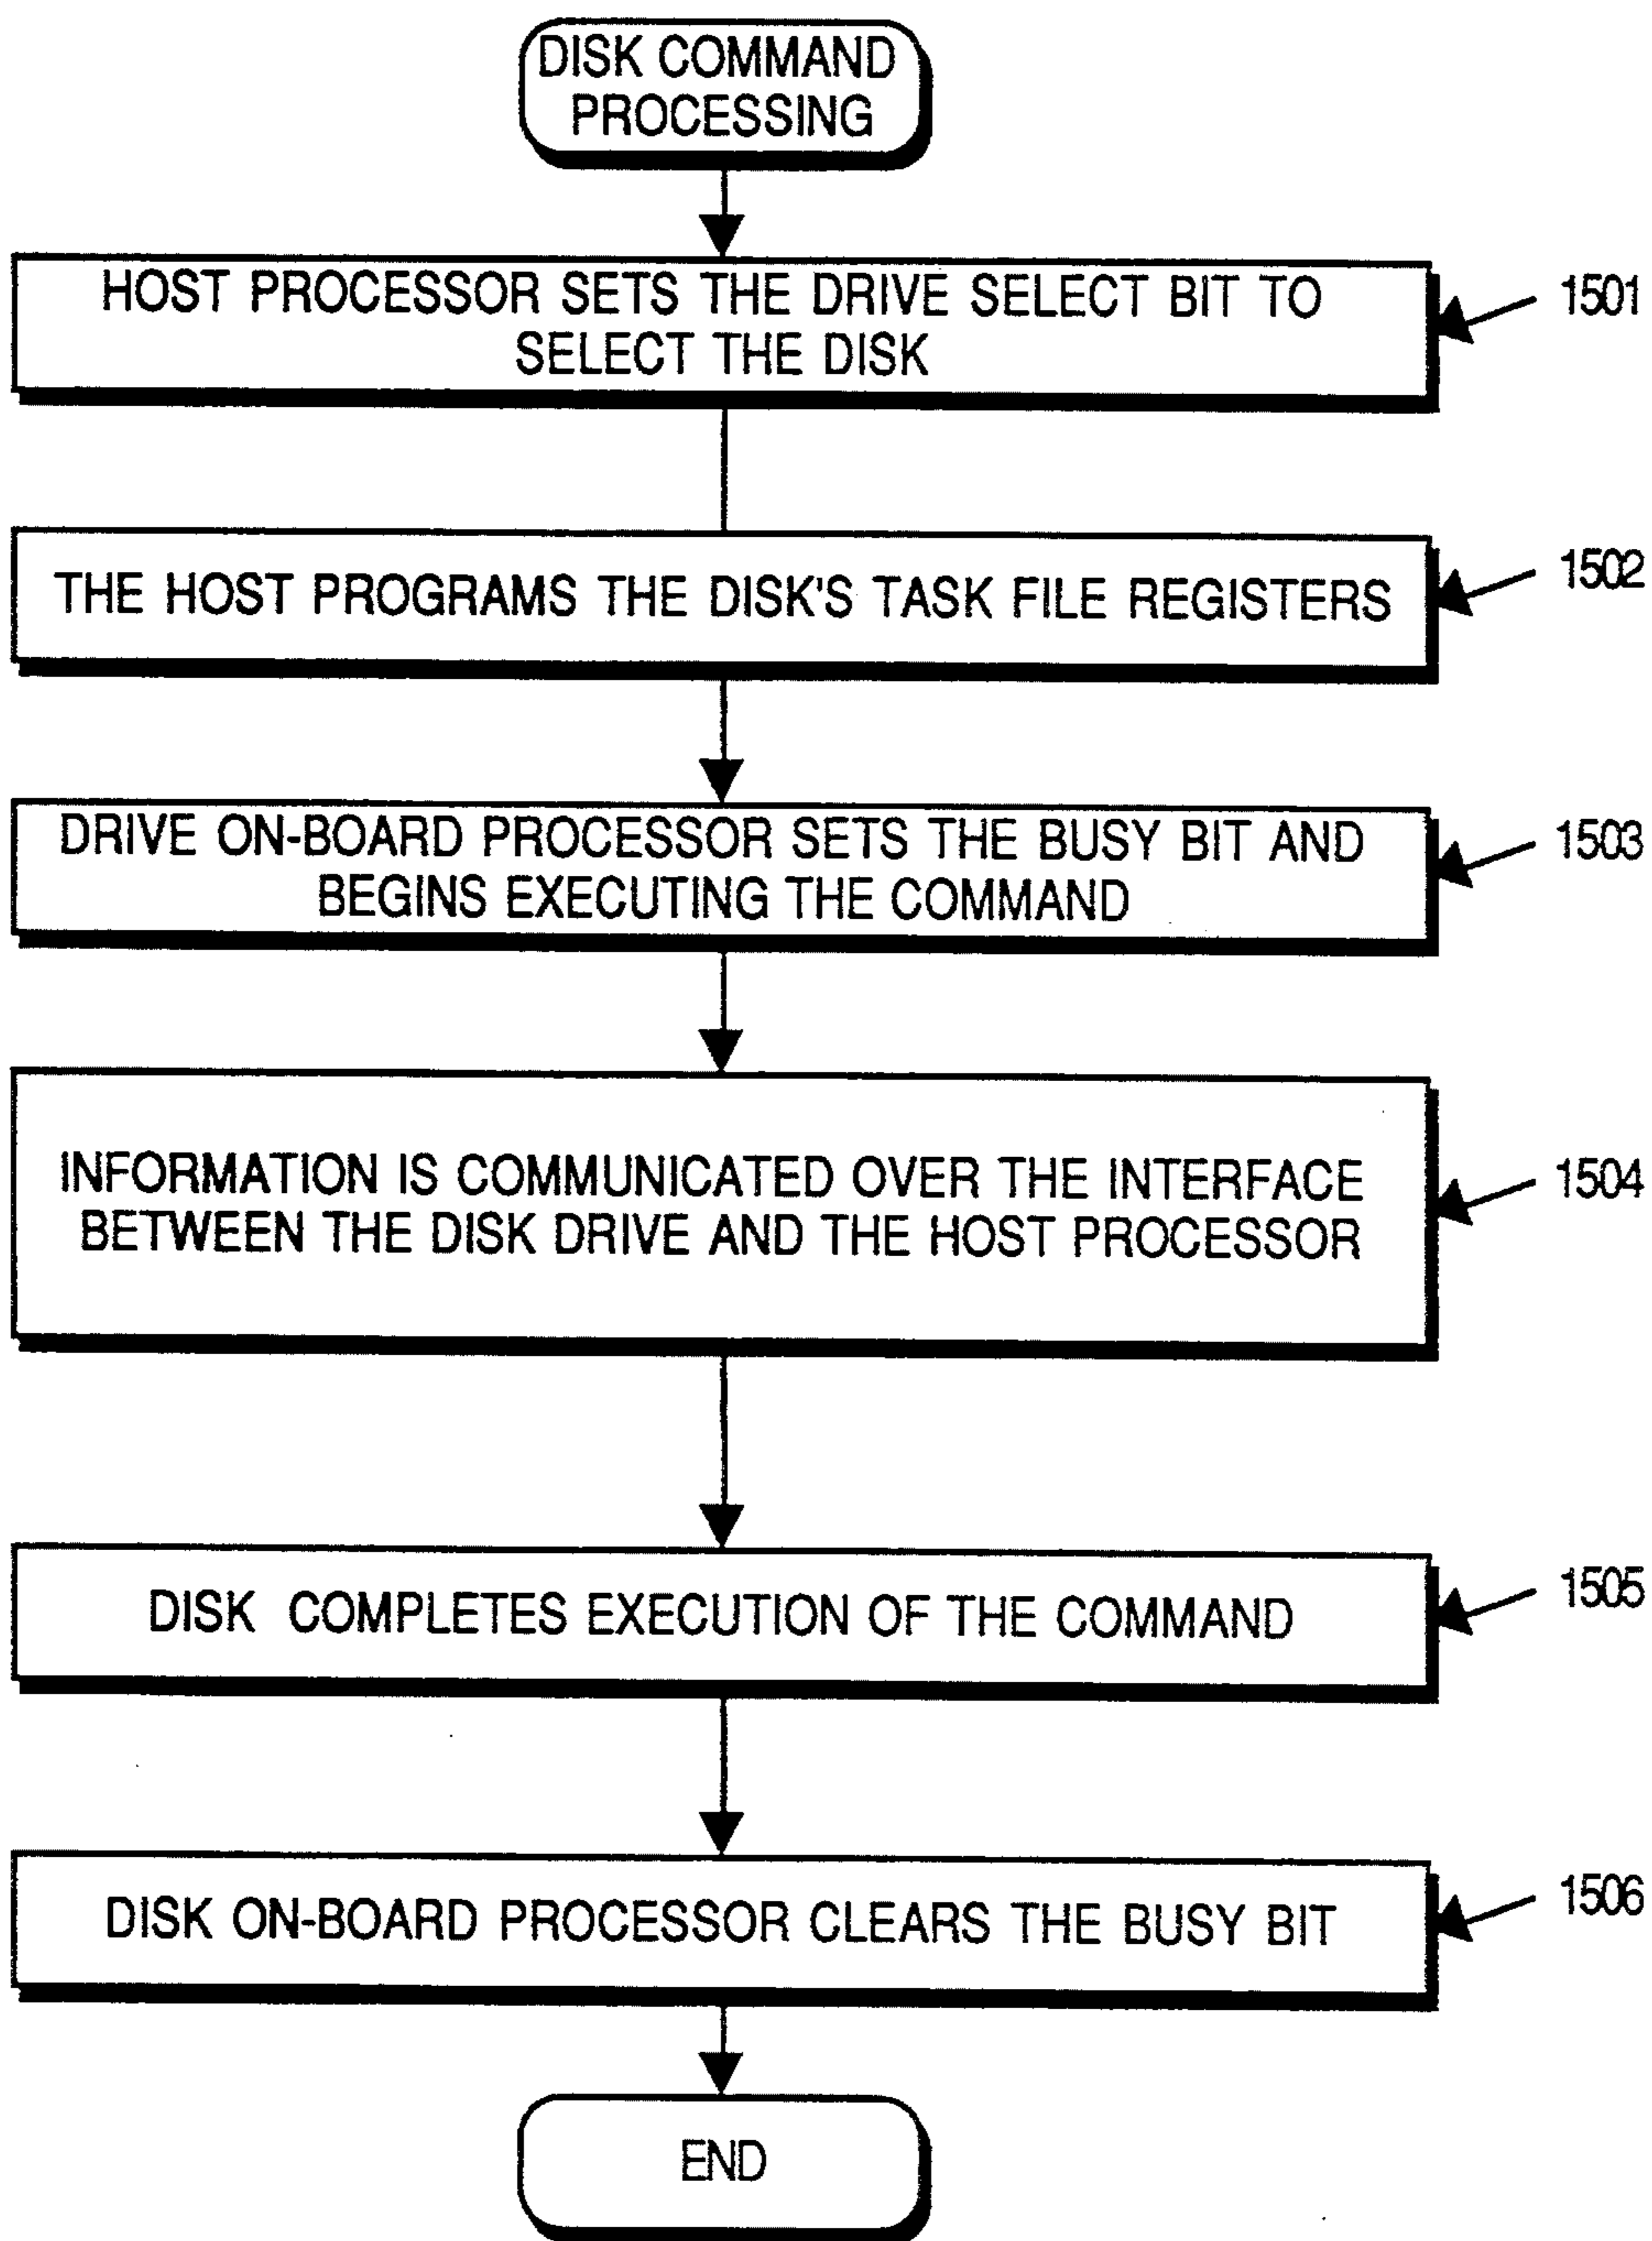 DISK COMMAND
PROCESSING
HOST PROCESSOR SETS THE DRIVE SELECT BIT TO
SELECT THE DISK
1501
THE HOST PROGRAMS THE DISK'S TASK FILE REGISTERS
1502
DRIVE ON-BOARD PROCESSOR SETS THE BUSY BIT AND
BEGINS EXECUTING THE COMMAND
1503
INFORMATION IS COMMUNICATED OVER THE INTERFACE
BETWEEN THE DISK DRIVE AND THE HOST PROCESSOR
1504
DISK COMPLETES EXECUTION OF THE COMMAND
1505
DISK ON-BOARD PROCESSOR CLEARS THE BUSY BIT
1506
END